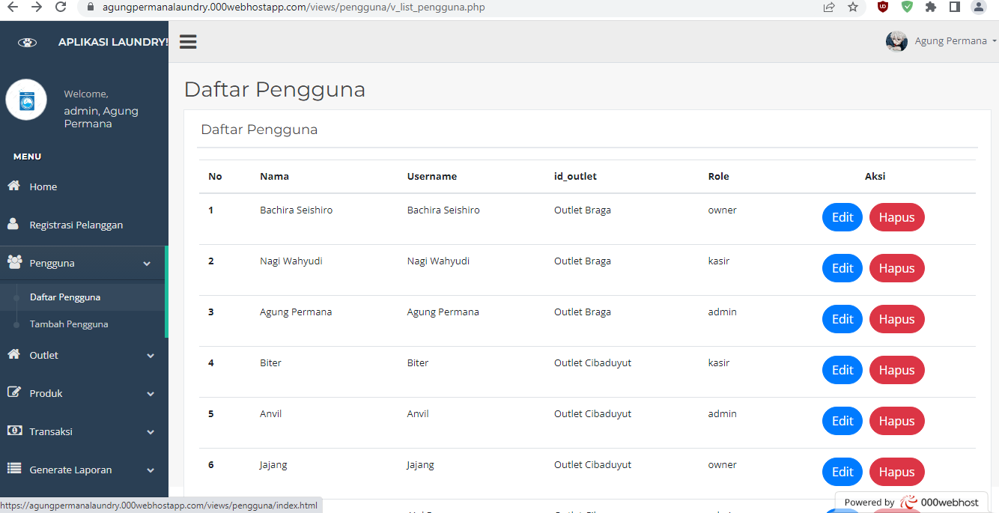 agungpermanalaundry.000webhostapp.com/views/pengguna/v_list_pengguna.php
APLIKASI LAUNDRY!
Agung Permana
Welcome,
admin, Agung
Permana
MENU
Home
Registrasi Pelanggan
Pengguna
Daftar Pengguna
Tambah Pengguna
Outlet
Produk
Transaksi
Generate Laporan
Daftar Pengguna
Daftar Pengguna
No Nama Username id_outlet Role Aksi
1 Bachira Seishiro Bachira Seishiro Outlet Braga owner Edit Hapus
2 Nagi Wahyudi Nagi Wahyudi Outlet Braga kasir Edit Hapus
3 Agung Permana Agung Permana Outlet Braga admin Edit Hapus
4 Biter Biter Outlet Cibaduyut kasir Edit Hapus
5 Anvil Anvil Outlet Cibaduyut admin Edit Hapus
6 Jajang Jajang Outlet Cibaduyut owner Edit Hapus
https://agungpermanalaundry.000webhostapp.com/views/pengguna/index.html
Powered by 000webhost